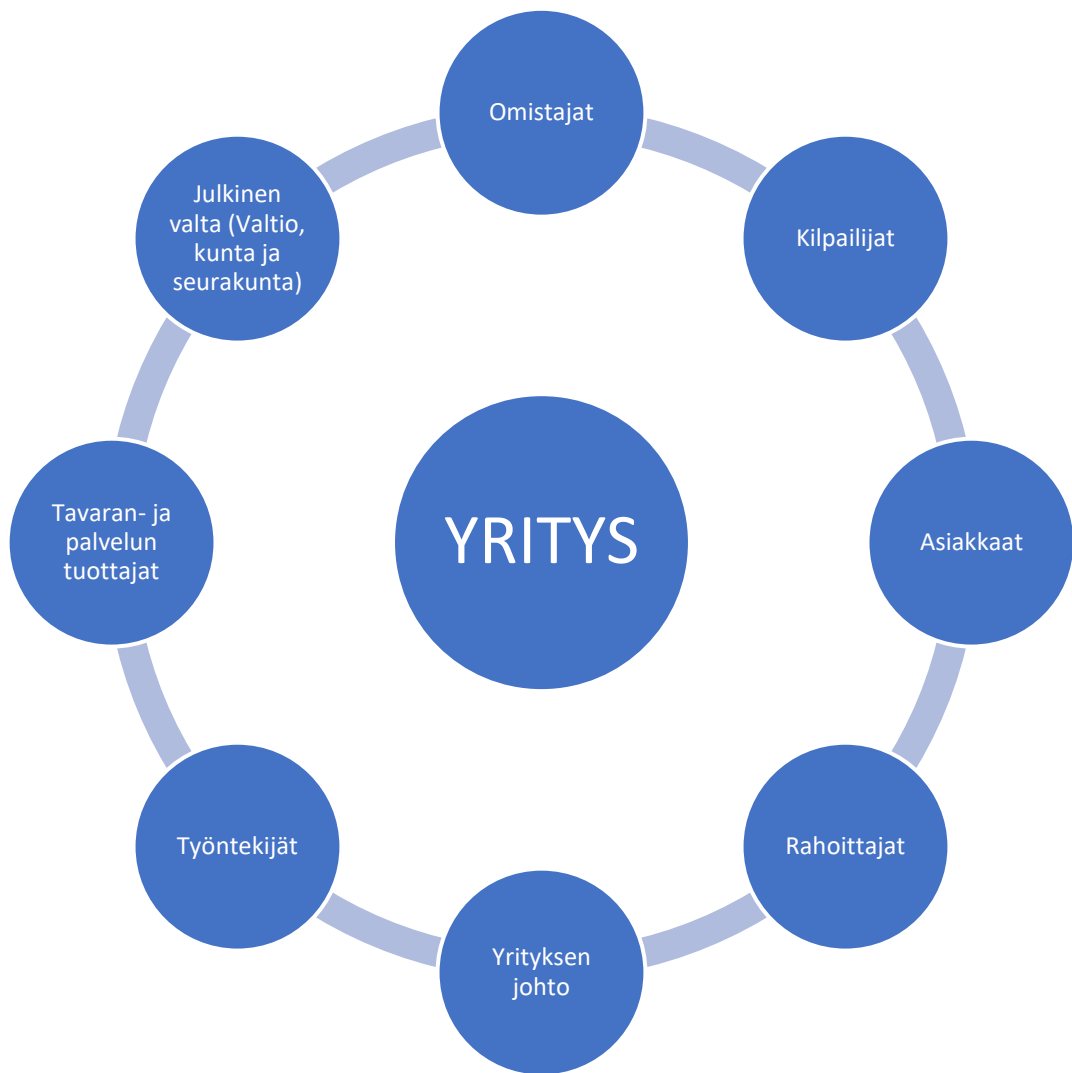 Omistajat
Kilpailijat
Asiakkaat
Rahoittajat
Yrityksen
johto
Työntekijät
Tavaran- ja
palvelun
tuottajat
Julkinen
valta (Valtio,
kunta ja
seurakunta)
YRITYS